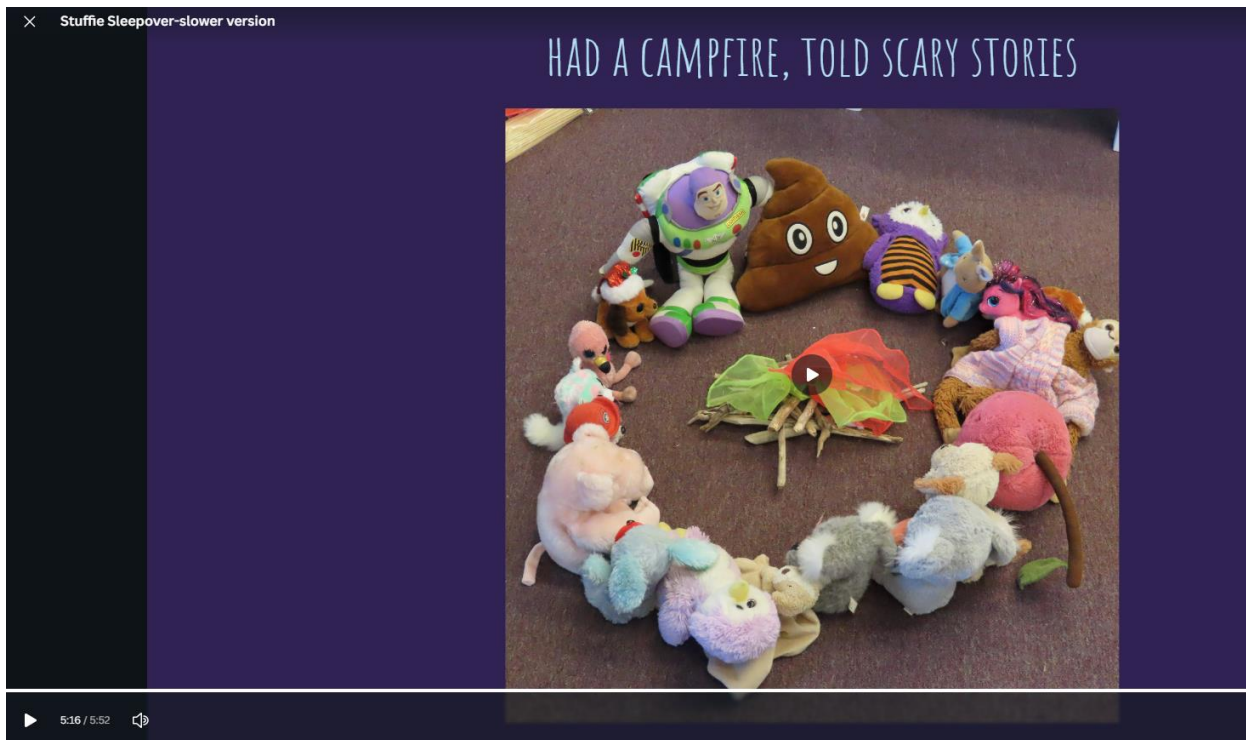 Stuffie Sleepover-slower version
HAD A CAMPFIRE, TOLD SCARY STORIES
5:16 / 5:52